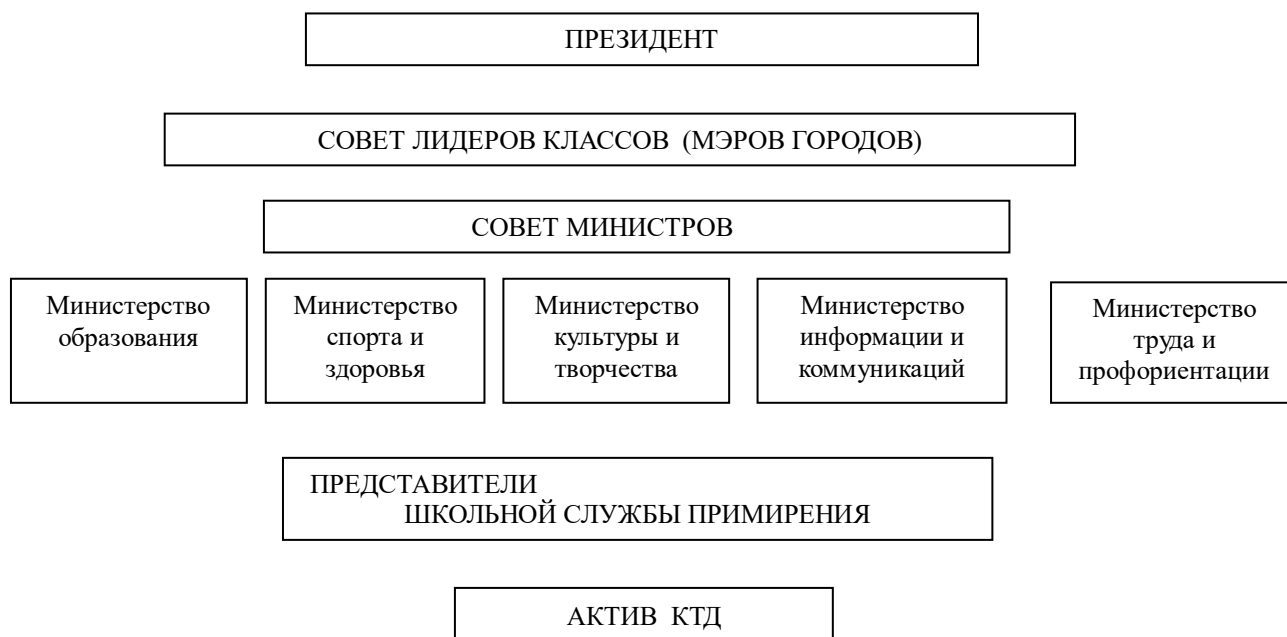 ПРЕЗИДЕНТ
СОВЕТ ЛИДЕРОВ КЛАССОВ (МЭРОВ ГОРОДОВ)
СОВЕТ МИНИСТРОВ
Министерство
образования
Министерство
спорта и
здоровья
Министерство
культуры и
творчества
Министерство
информации и
коммуникаций
Министерство
труда и
профориентации
ПРЕДСТАВИТЕЛИ
ШКОЛЬНОЙ СЛУЖБЫ ПРИМИРЕНИЯ
АКТИВ КТД